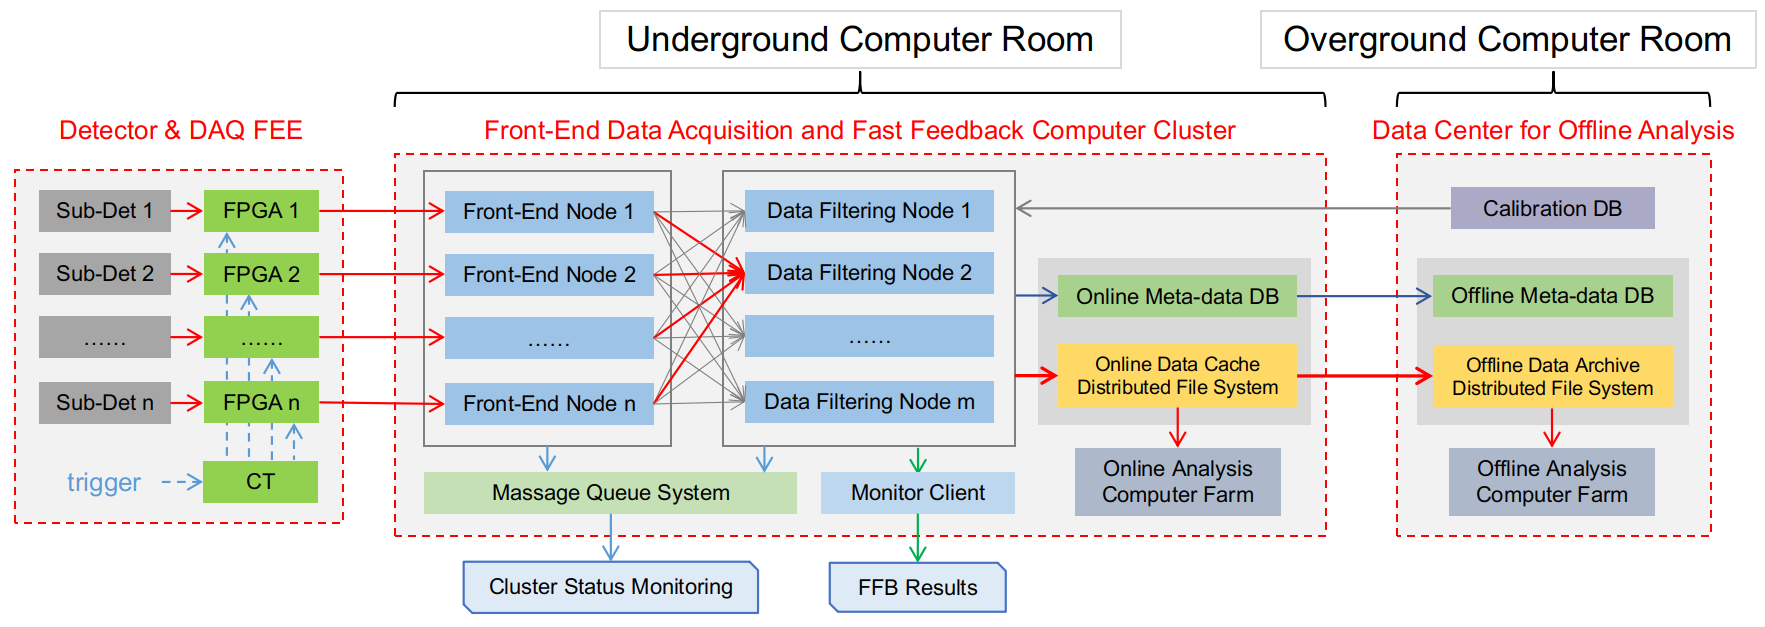 Underground Computer Room
Overground Computer Room
Detector & DAQ FEE
Front-End Data Acquisition and Fast Feedback Computer Cluster
Data Center for Offline Analysis
Sub-Det 1
FPGA 1
Front-End Node 1
Data Filtering Node 1
Calibration DB
Sub-Det 2
FPGA 2
Front-End Node 2
Data Filtering Node 2
Online Meta-data DB
Offline Meta-data DB
......
......
......
......
Online Data Cache
Distributed File System
Offline Data Archive
Distributed File System
Sub-Det n
FPGA n
Front-End Node n
Data Filtering Node m
trigger
CT
Massage Queue System
Monitor Client
Online Analysis
Computer Farm
Offline Analysis
Computer Farm
Cluster Status Monitoring
FFB Results